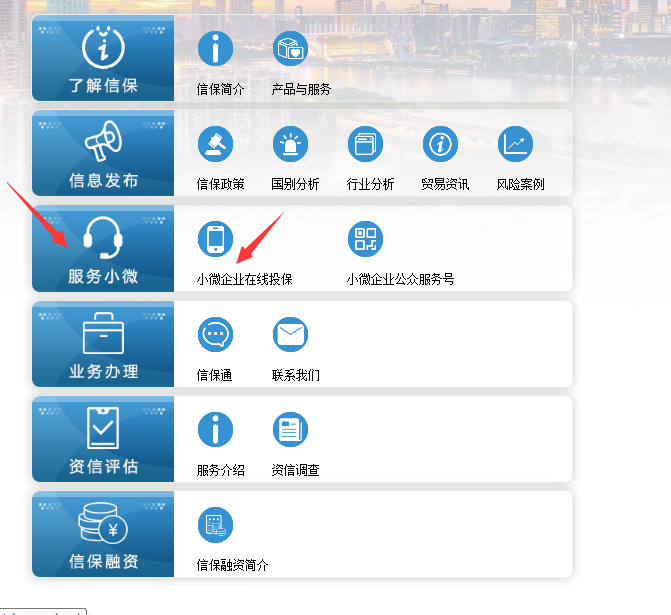 了解信保
信保简介 产品与服务
信息发布
信保政策 国别分析 行业分析 贸易资讯 风险案例
服务小微
小微企业在线投保 小微企业公众服务号
业务办理
信保通 联系我们
资信评估
服务介绍 资信调查
¥
信保融资
信保融资简介